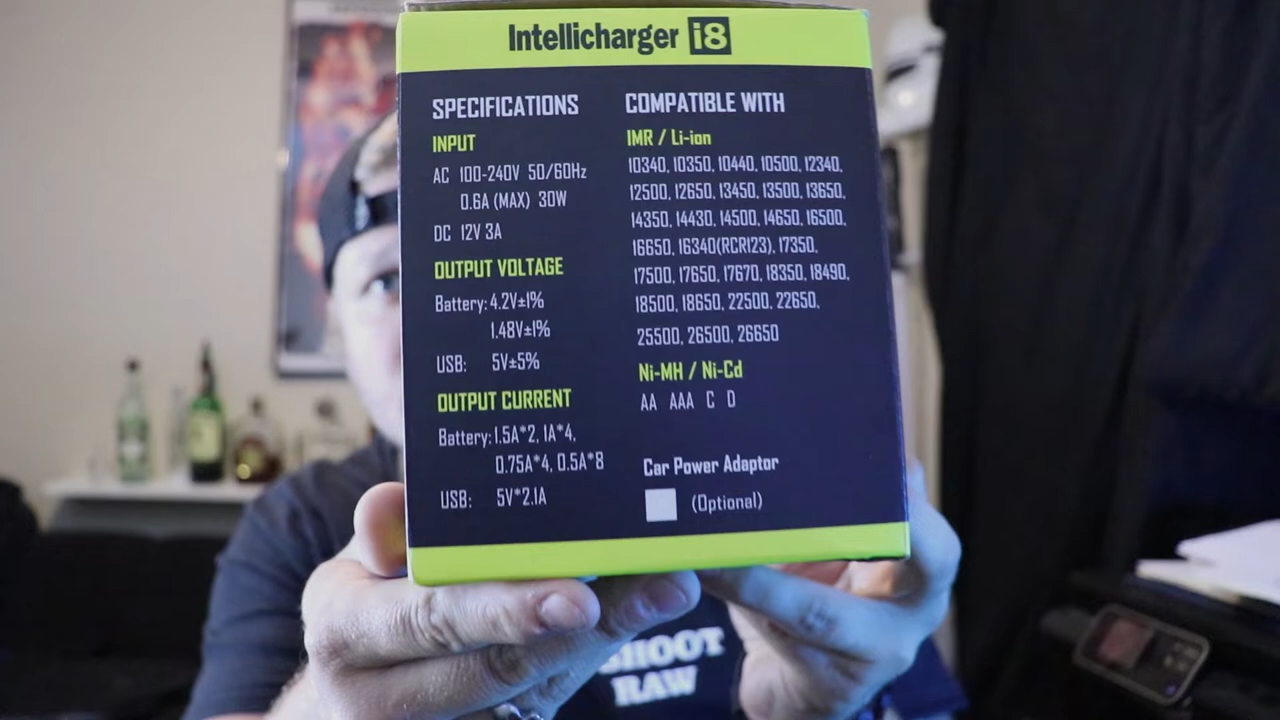 Intellicharger i8
SPECIFICATIONS
INPUT
AC 100-240V 50/60Hz
0.6A (MAX) 30W
DC 12V 3A
OUTPUT VOLTAGE
Battery: 4.2V±1%
1.48V±1%
USB: 5V±5%
OUTPUT CURRENT
Battery: 1.5A*2, 1A*4,
0.75A*4, 0.5A*8
USB: 5V*2.1A
COMPATIBLE WITH
IMR / Li-ion
10340, 10350, 10440, 10500, 12340,
12500, 12650, 13450, 13500, 13650,
14350, 14430, 14500, 14650, 16500,
16650, 16340(RCR123), 17350,
17500, 17650, 17670, 18350, 18490,
18500, 18650, 22500, 22650,
25500, 26500, 26650
Ni-MH / Ni-Cd
AA AAA C D
Car Power Adaptor
(Optional)
SHOOT
RAW